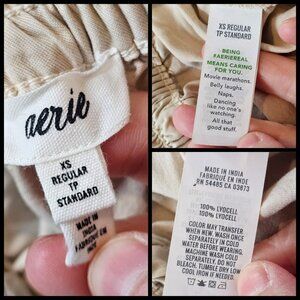 aerie
XS
REGULAR
TP
STANDARD
MADE IN
INDIA
FABRIQUÉ EN
INDE
XS REGULAR
TP STANDARD
BEING
#AERIEREAL
MEANS CARING
FOR YOU.
Movie marathons.
Belly laughs.
Naps.
Dancing
like no one's
watching.
All that
good stuff.
MADE IN INDIA
FABRIQUÉ EN INDE
RN 54485 CA 03873
100% LYOCELL
100% LYOCELL
COLOR MAY TRANSFER
WHEN NEW. WASH ONCE
SEPARATELY IN COLD
WATER BEFORE WEARING.
MACHINE WASH COLD
SEPARATELY. DO NOT
BLEACH. TUMBLE DRY LOW.
COOL IRON IF NEEDED